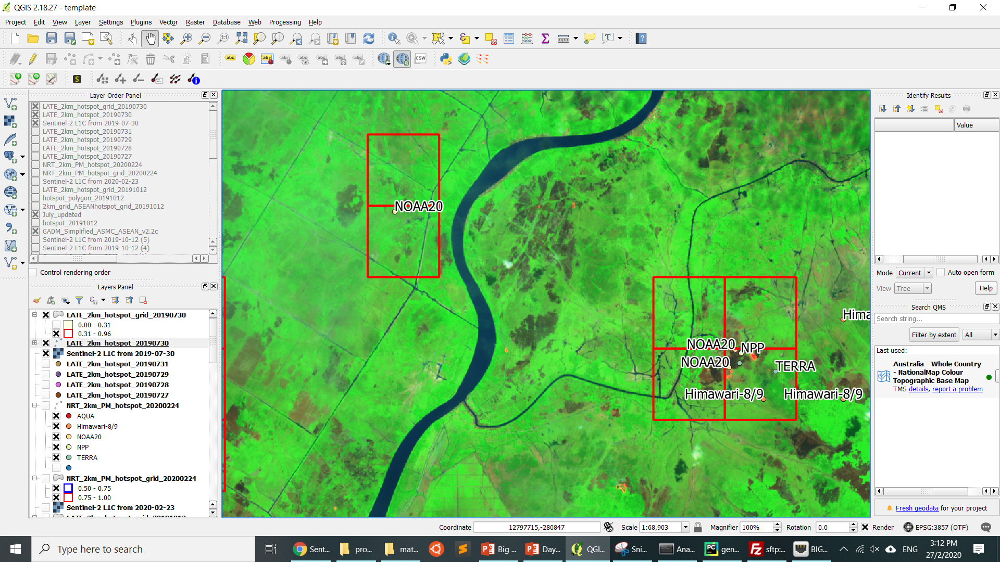 QGIS 2.18.27 - template
Project Edit View Layer Settings Plugins Vector Raster Database Web Processing Help
Layer Order Panel
LATE_2km_hotspot_grid_20190730
LATE_2km_hotspot_20190730
Sentinel-2 L1C from 2019-07-30
LATE_2km_hotspot_20190731
LATE_2km_hotspot_20190729
LATE_2km_hotspot_20190728
LATE_2km_hotspot_20190727
NRT_2km_PM_hotspot_20200224
NRT_2km_PM_hotspot_grid_20200224
Sentinel-2 L1C from 2020-02-23
LATE_2km_hotspot_grid_20191012
hotspot_polygon_20191012
2km_grid_ASEANhotspot_grid_20191012
July_updated
hotspot_20191012
GADM_Simplified_ASMC_ASEAN_v2.2c
Sentinel-2 L1C from 2019-10-12 (5)
Sentinel-2 L1C from 2019-10-12 (4)
Control rendering order
Layers Panel
LATE_2km_hotspot_grid_20190730
0.00 - 0.31
0.31 - 0.96
LATE_2km_hotspot_20190730
Sentinel-2 L1C from 2019-07-30
LATE_2km_hotspot_20190731
LATE_2km_hotspot_20190729
LATE_2km_hotspot_20190728
LATE_2km_hotspot_20190727
NRT_2km_PM_hotspot_20200224
AQUA
Himawari-8/9
NOAA20
NPP
TERRA
NRT_2km_PM_hotspot_grid_20200224
0.50 - 0.75
0.75 - 1.00
Sentinel-2 L1C from 2020-02-23
NOAA20
Hima
NOAA20
NPP
NOAA20
TERRA
Himawari-8/9
Himawari-8/9
Identify Results
Value
Mode Current Auto open form
View Tree Help
Search QMS
Search string...
Filter by extent All
Last used:
Australia - Whole Country
- NationalMap Colour
Topographic Base Map
TMS details, report a problem
Fresh geodata for your project
Coordinate 12797715,-280847 Scale 1:68,903 Magnifier 100% Rotation 0.0 Render EPSG:3857 (OTF)
Type here to search
Sent... pro... mat... Big ... Day... QGI... Sni... Ana... gen... sftp:... BIG... ENG
3:12 PM
27/2/2020